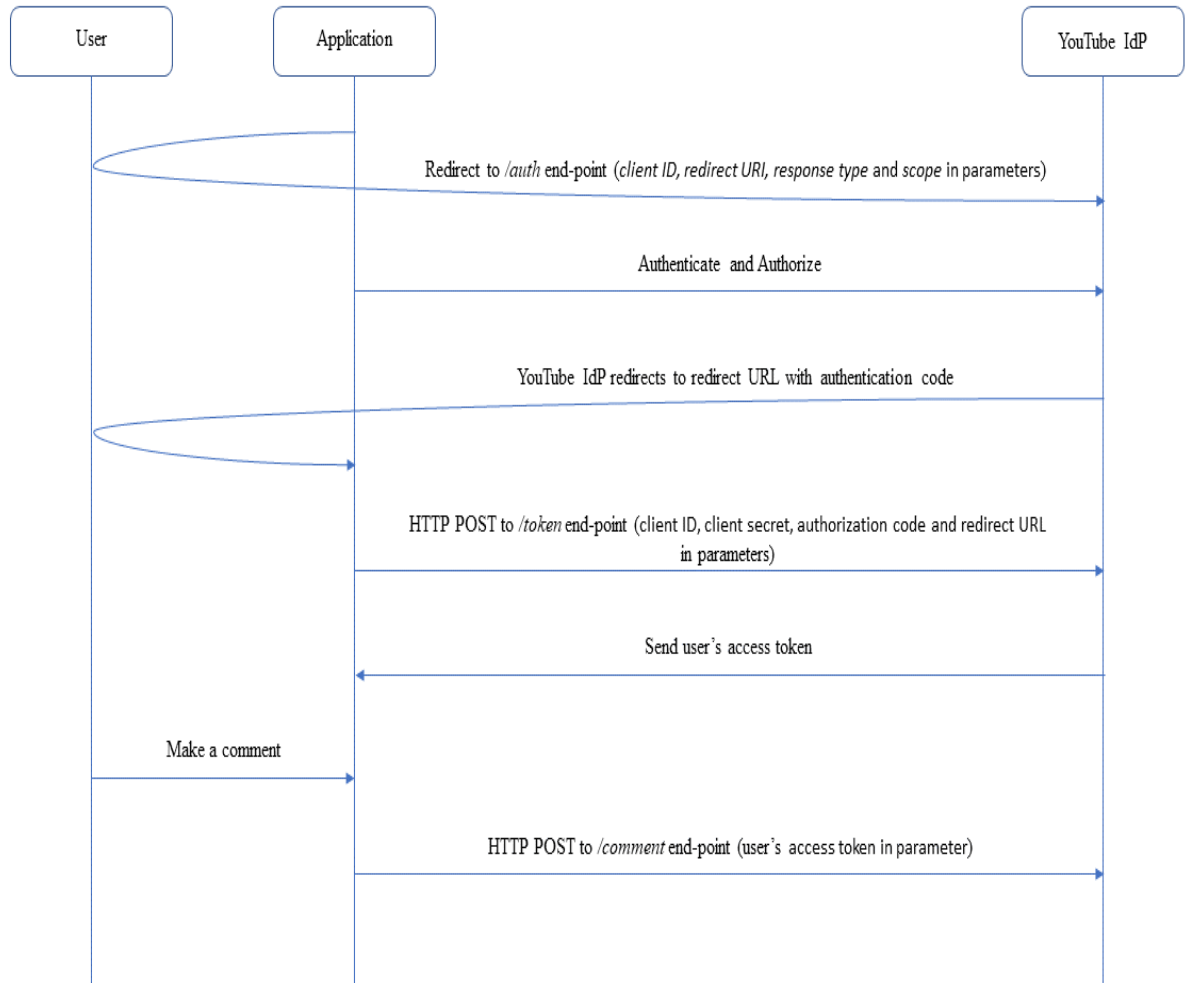 User
Application
YouTube IdP
Redirect to /auth end-point (client ID, redirect URI, response type and scope in parameters)
Authenticate and Authorize
YouTube IdP redirects to redirect URL with authentication code
HTTP POST to /token end-point (client ID, client secret, authorization code and redirect URL
in parameters)
Send user’s access token
Make a comment
HTTP POST to /comment end-point (user’s access token in parameter)